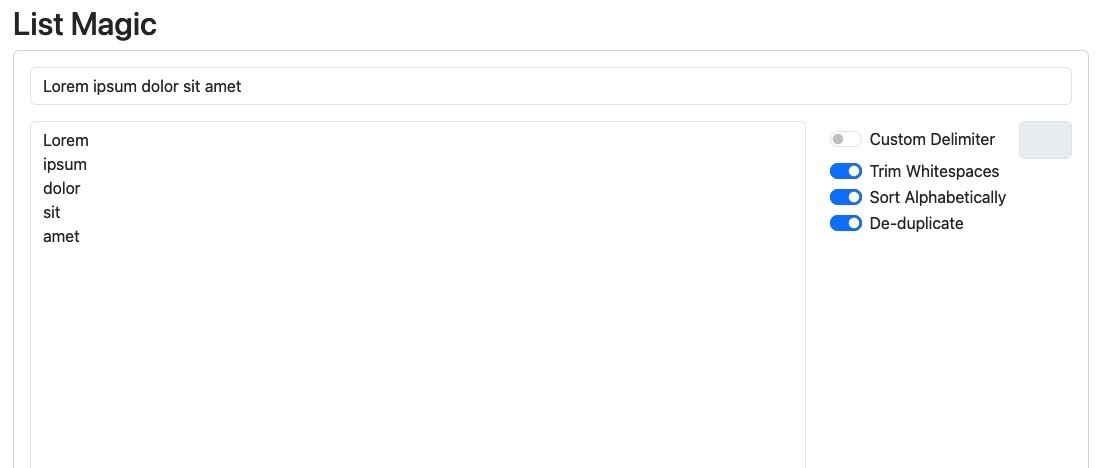 List Magic
Lorem ipsum dolor sit amet
Lorem
ipsum
dolor
sit
amet
Custom Delimiter
Trim Whitespaces
Sort Alphabetically
De-duplicate